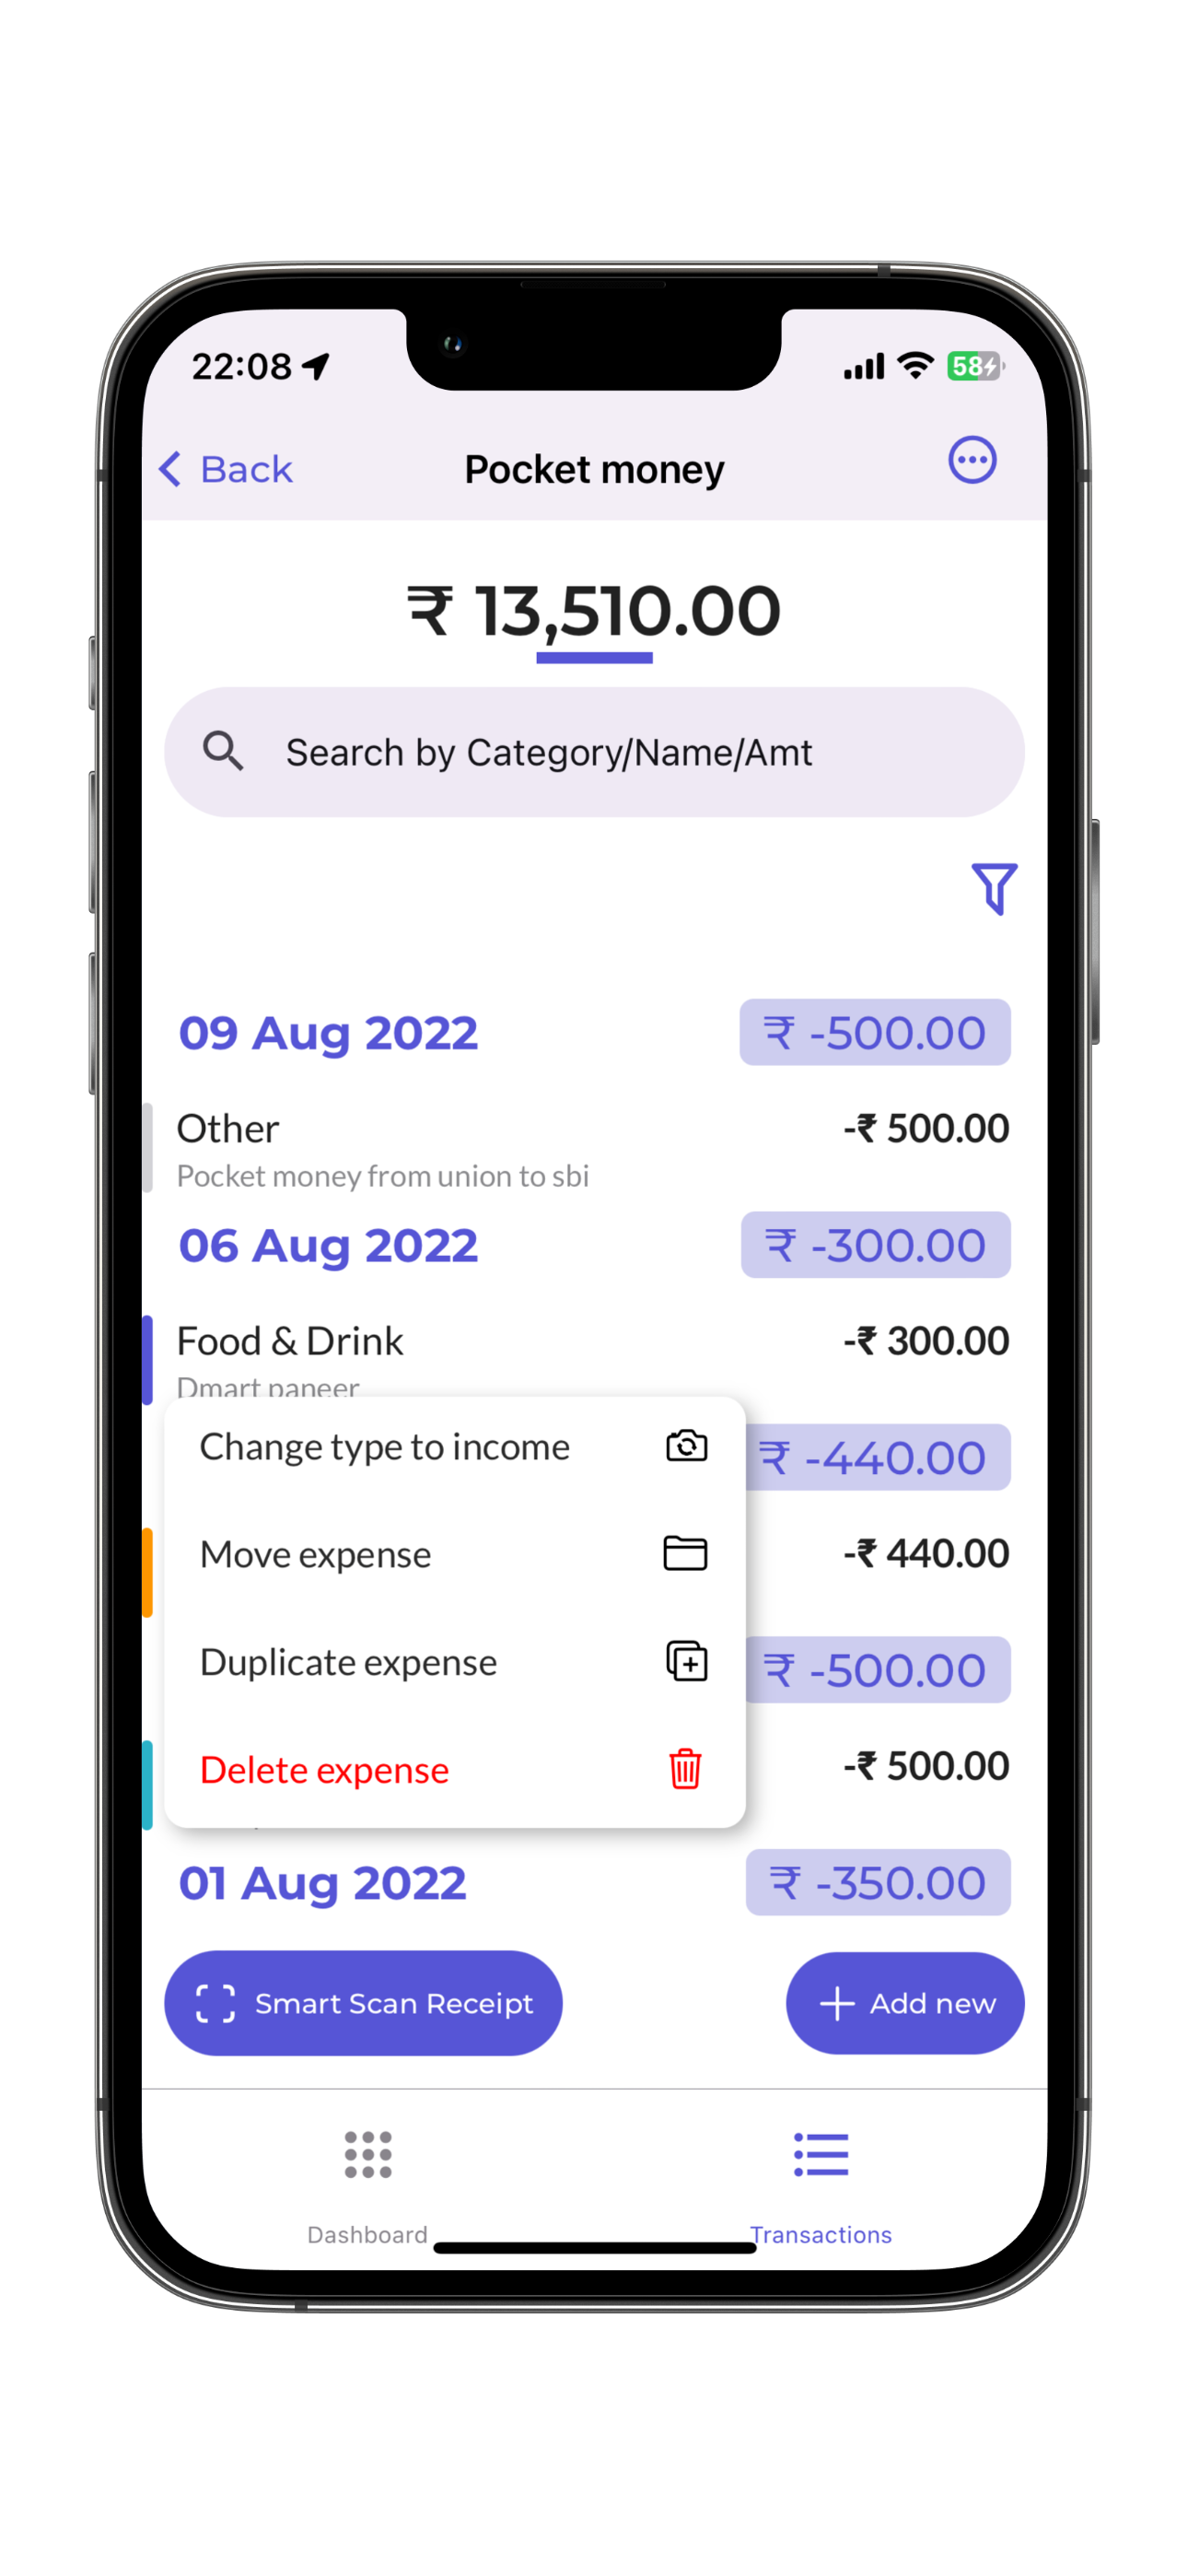 22:08
58
Back
Pocket money
₹ 13,510.00
Search by Category/Name/Amt
09 Aug 2022
₹ -500.00
Other
-₹ 500.00
Pocket money from union to sbi
06 Aug 2022
₹ -300.00
Food & Drink
-₹ 300.00
Dmart paneer
Change type to income
₹ -440.00
Move expense
-₹ 440.00
Duplicate expense
₹ -500.00
Delete expense
-₹ 500.00
01 Aug 2022
₹ -350.00
Smart Scan Receipt
Add new
Dashboard
Transactions